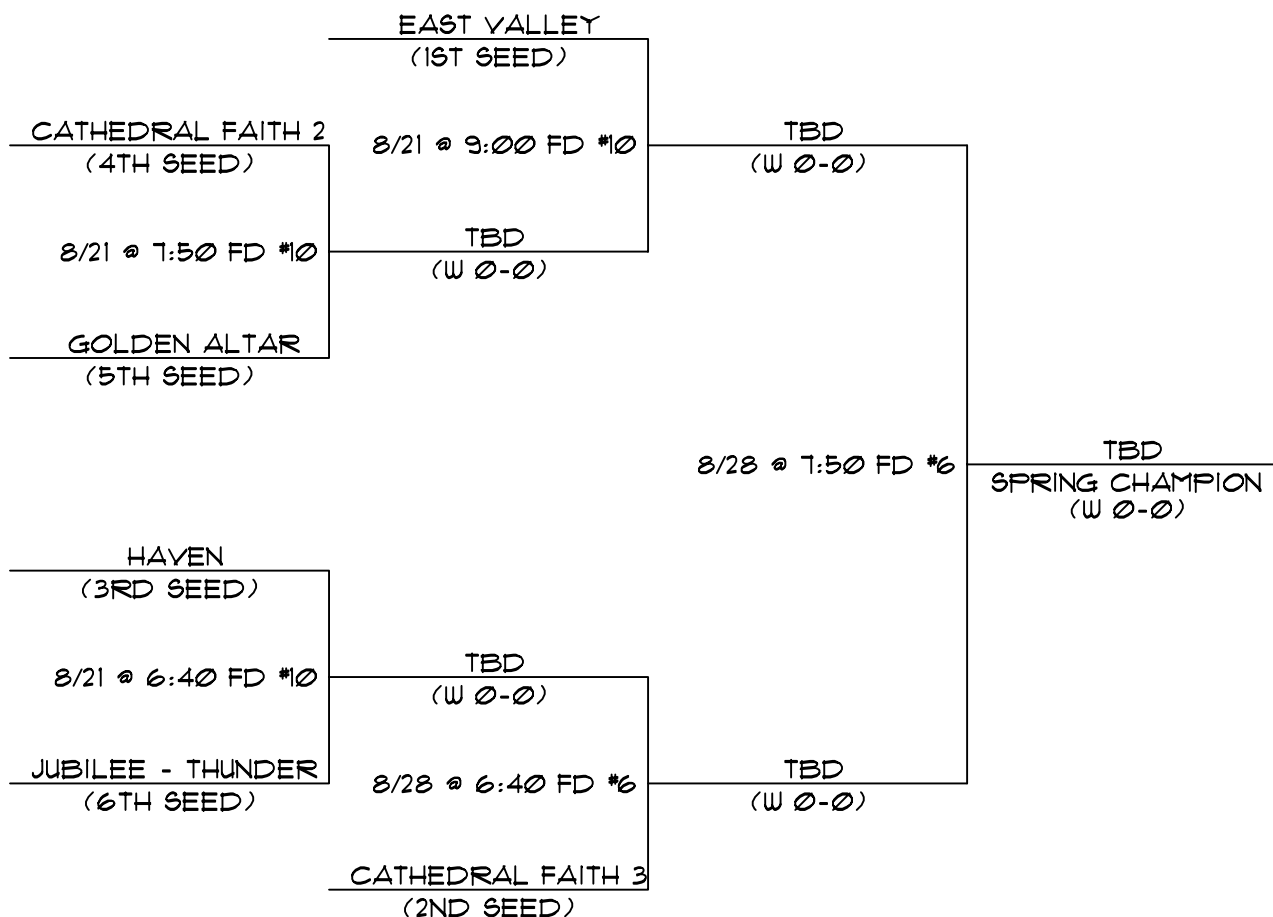 EAST VALLEY
(1ST SEED)
CATHEDRAL FAITH 2
(4TH SEED)
8/21 @ 9:00 FD #10
TBD
(W 0-0)
8/21 @ 7:50 FD #10
TBD
(W 0-0)
GOLDEN ALTAR
(5TH SEED)
8/28 @ 7:50 FD #6
TBD
SPRING CHAMPION
(W 0-0)
HAVEN
(3RD SEED)
8/21 @ 6:40 FD #10
TBD
(W 0-0)
JUBILEE - THUNDER
(6TH SEED)
8/28 @ 6:40 FD #6
TBD
(W 0-0)
CATHEDRAL FAITH 3
(2ND SEED)